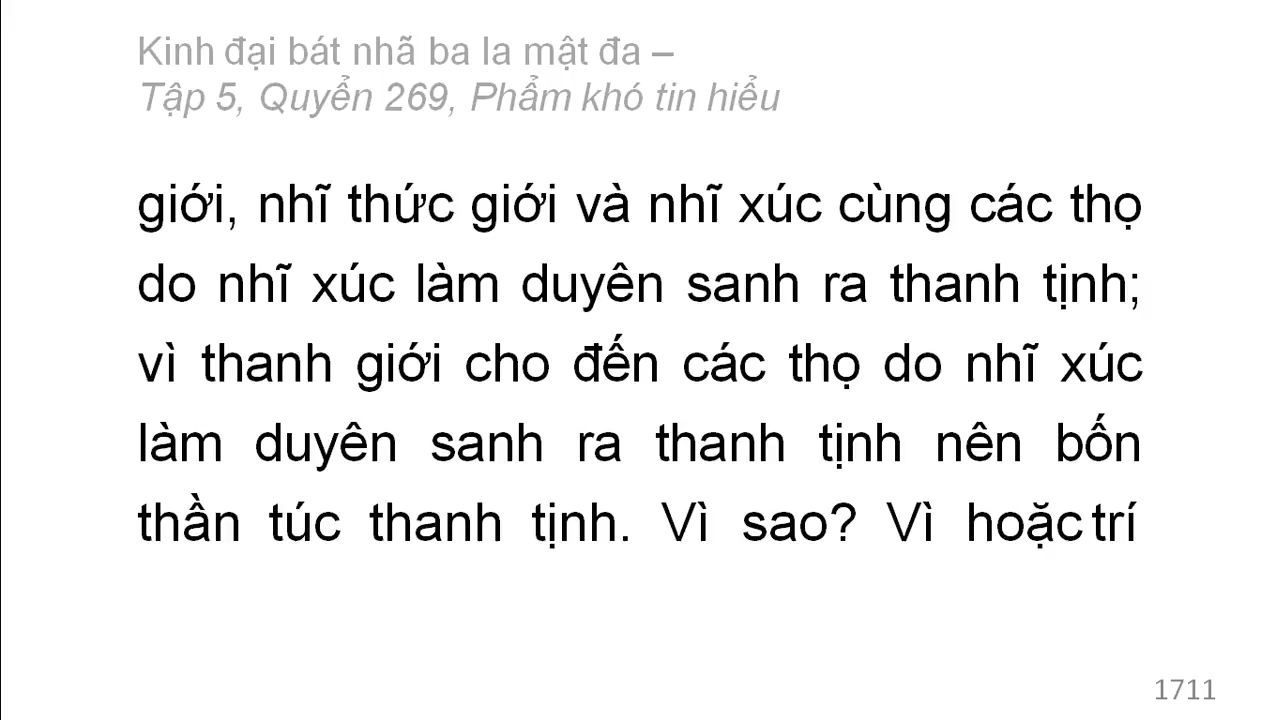 Kinh đại bát nhã ba la mật đa –
Tập 5, Quyển 269, Phẩm khó tin hiểu
giới, nhĩ thức giới và nhĩ xúc cùng các thọ
do nhĩ xúc làm duyên sanh ra thanh tịnh;
vì thanh giới cho đến các thọ do nhĩ xúc
làm duyên sanh ra thanh tịnh nên bốn
thần túc thanh tịnh. Vì sao? Vì hoặc trí
1711